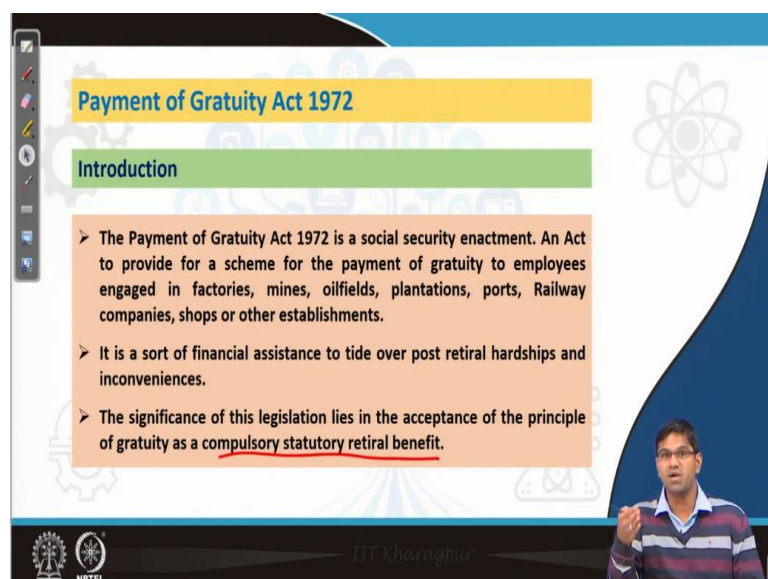 Payment of Gratuity Act 1972
Introduction
➢ The Payment of Gratuity Act 1972 is a social security enactment. An Act
to provide for a scheme for the payment of gratuity to employees
engaged in factories, mines, oilfields, plantations, ports, Railway
companies, shops or other establishments.
➢ It is a sort of financial assistance to tide over post retiral hardships and
inconveniences.
➢ The significance of this legislation lies in the acceptance of the principle
of gratuity as a compulsory statutory retiral benefit.
IIT Kharagpur
NPTEL